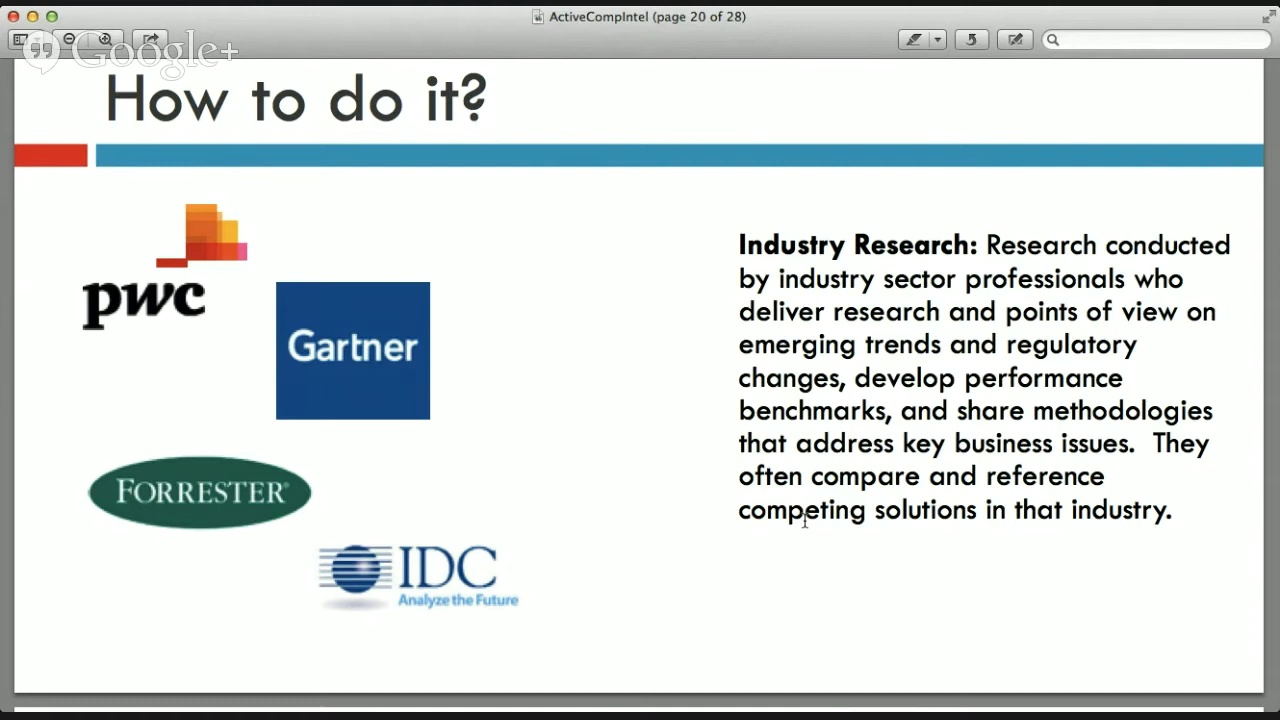 ActiveCompIntel (page 20 of 28)
Google+
How to do it?
pwc
Gartner
FORRESTER®
IDC
Analyze the Future
Industry Research: Research conducted
by industry sector professionals who
deliver research and points of view on
emerging trends and regulatory
changes, develop performance
benchmarks, and share methodologies
that address key business issues.  They
often compare and reference
competing solutions in that industry.